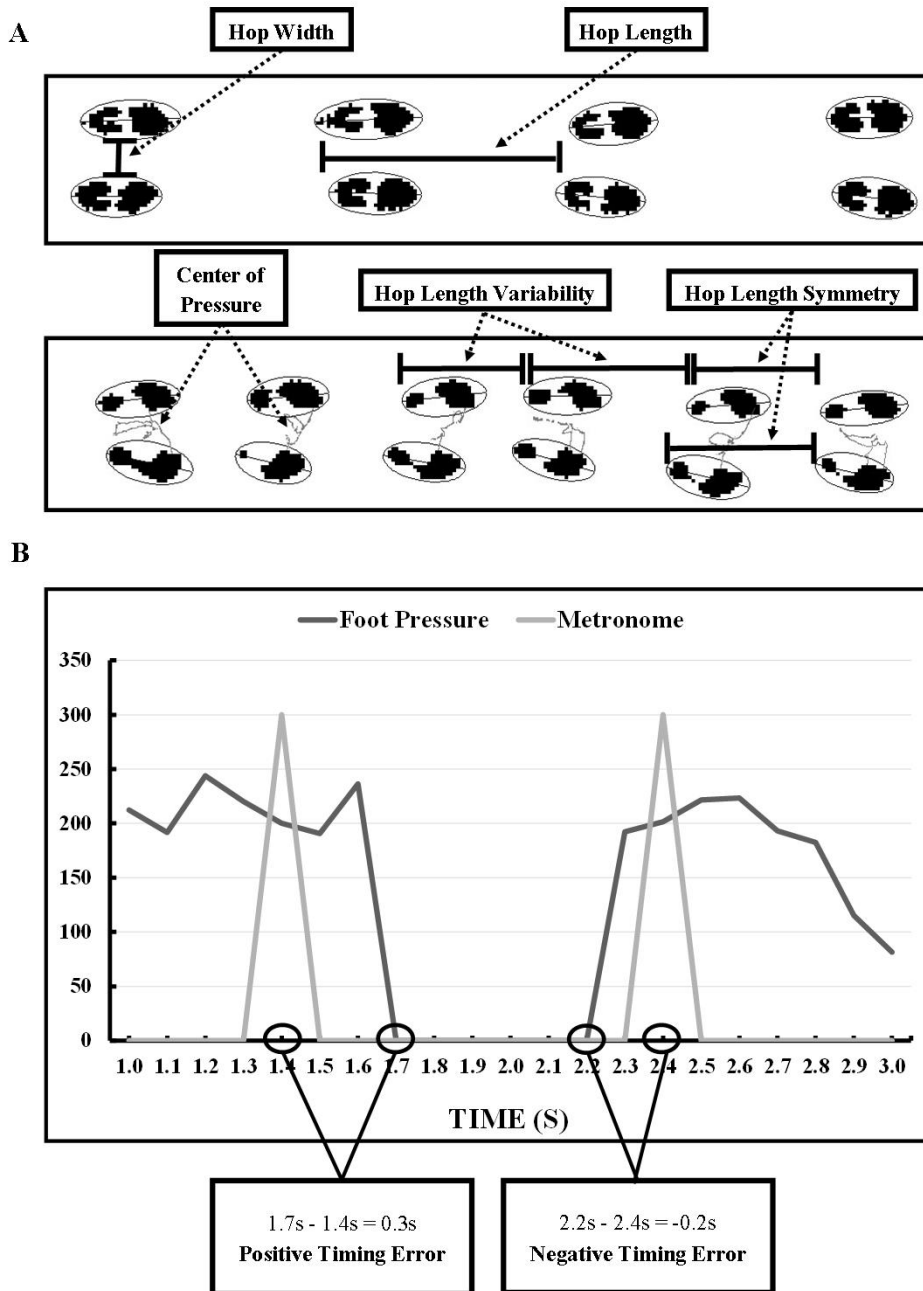 A
Hop Width
Hop Length
Center of
Pressure
Hop Length Variability
Hop Length Symmetry
B
Foot Pressure
Metronome
350
300
250
200
150
100
50
0
1.0 1.1 1.2 1.3 1.4 1.5 1.6 1.7 1.8 1.9 2.0 2.1 2.2 2.3 2.4 2.5 2.6 2.7 2.8 2.9 3.0
TIME (S)
1.7s - 1.4s = 0.3s
Positive Timing Error
2.2s - 2.4s = -0.2s
Negative Timing Error